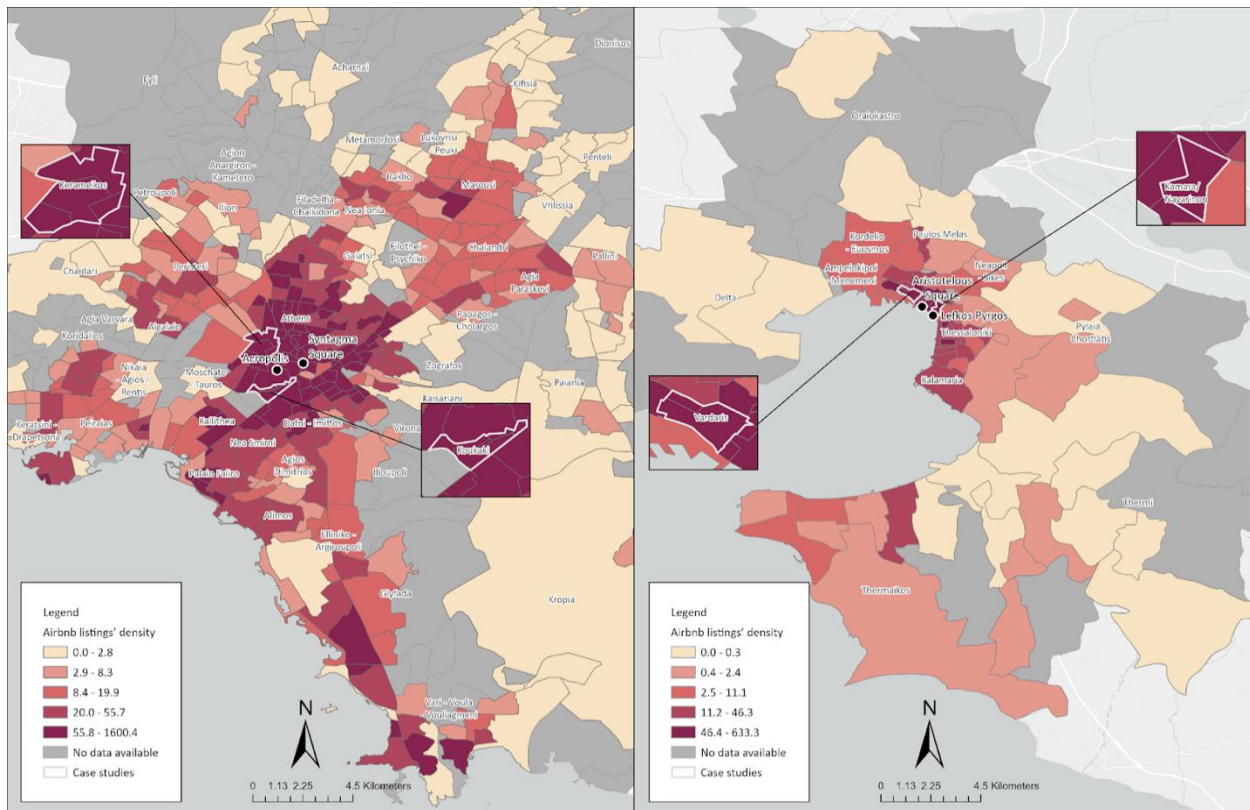 Dionisos
Acharnai
Fyli
Kifisia
Metamorfosi
Lukovrisi
Peuki
Penteli
Agion
Anargiron -
Kametero
Kerameikos
Petroupoli
Iraklio
Marousi
Ilion
Filadelfia -
Chalkidona
Nea Ionia
Vrilissia
Filothei -
Psychiko
Galatsi
Chalandri
Pallini
Chaidari
Peristeri
Agia
Paraskevi
Athens
Papagos -
Cholargos
Agia Varvara
Aigaleo
Koridallos
Syntagma
Square
Acropolis
Zografos
Nikaia
Agios I
Rentis
Moschato -
Tauros
Paiania
Kaisariani
Keratsini -
Drapetsona
Peiraias
Kallithea
Dafni - Imittos
Virona
Koukaki
Nea Smirni
Agios
Dimitrios
Ilioupoli
Palaio Faliro
Alimos
Elliniko -
Argiroupoli
Glyfada
Kropia
Vari - Voula
Vouliagmeni
Legend
Airbnb listings' density
0.0 - 2.8
2.9 - 8.3
8.4 - 19.9
20.0 - 55.7
55.8 - 1600.4
No data available
Case studies
N
0 1.13 2.25 4.5 Kilometers
Oraiokastro
Kamara/
Navarinou
Kordelio
- Euosmos
Paulos Melas
Ampelokipoi
Menemeni
Neapoli
Aristotelous
Square
Delta
Lefkos Pyrgos
Thessaloniki
Pylaia
Chortiatis
Kalamaria
Vardaris
Thermi
Thermaikos
Legend
Airbnb listings' density
0.0 - 0.3
0.4 - 2.4
2.5 - 11.1
11.2 - 46.3
46.4 - 633.3
No data available
Case studies
N
0 1.13 2.25 4.5 Kilometers